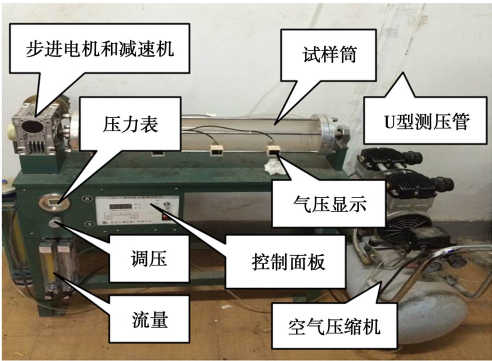 步进电机和减速机
试样筒
压力表
U型测压管
气压显示
调压
控制面板
流量
空气压缩机